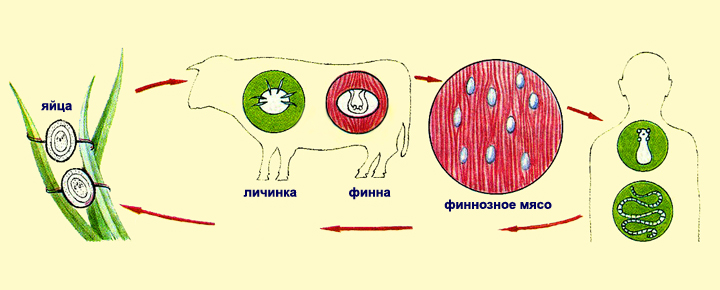 яйца
личинка
финна
финнозное мясо